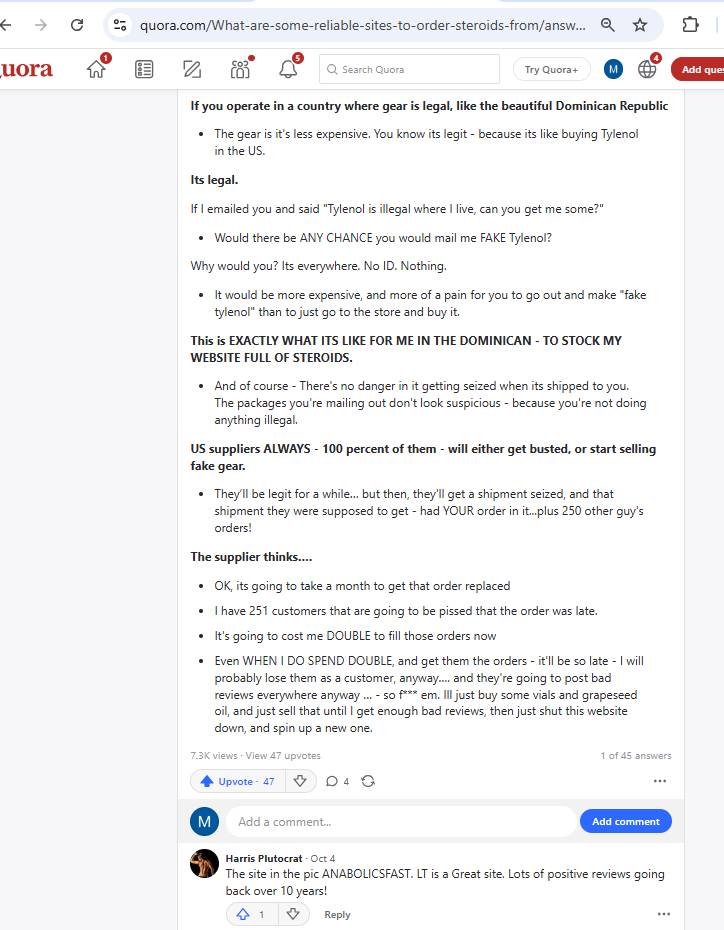 quora.com/What-are-some-reliable-sites-to-order-steroids-from/answ...
uora
1
5
Search Quora
Try Quora+
M
4
Add ques
If you operate in a country where gear is legal, like the beautiful Dominican Republic
• The gear is it's less expensive. You know its legit - because its like buying Tylenol
in the US.
Its legal.
If I emailed you and said "Tylenol is illegal where I live, can you get me some?"
• Would there be ANY CHANCE you would mail me FAKE Tylenol?
Why would you? Its everywhere. No ID. Nothing.
• It would be more expensive, and more of a pain for you to go out and make "fake
tylenol" than to just go to the store and buy it.
This is EXACTLY WHAT ITS LIKE FOR ME IN THE DOMINICAN - TO STOCK MY
WEBSITE FULL OF STEROIDS.
• And of course - There's no danger in it getting seized when its shipped to you.
The packages you're mailing out don't look suspicious - because you're not doing
anything illegal.
US suppliers ALWAYS - 100 percent of them - will either get busted, or start selling
fake gear.
• They'll be legit for a while... but then, they'll get a shipment seized, and that
shipment they were supposed to get - had YOUR order in it...plus 250 other guy's
orders!
The supplier thinks....
• OK, its going to take a month to get that order replaced
• I have 251 customers that are going to be pissed that the order was late.
• It's going to cost me DOUBLE to fill those orders now
• Even WHEN I DO SPEND DOUBLE, and get them the orders - it'll be so late - I will
probably lose them as a customer, anyway.... and they're going to post bad
reviews everywhere anyway ... - so f*** em. Ill just buy some vials and grapeseed
oil, and just sell that until I get enough bad reviews, then just shut this website
down, and spin up a new one.
7.3K views · View 47 upvotes
1 of 45 answers
Upvote · 47
4
M
Add a comment...
Add comment
Harris Plutocrat · Oct 4
The site in the pic ANABOLICSFAST. LT is a Great site. Lots of positive reviews going
back over 10 years!
1
Reply